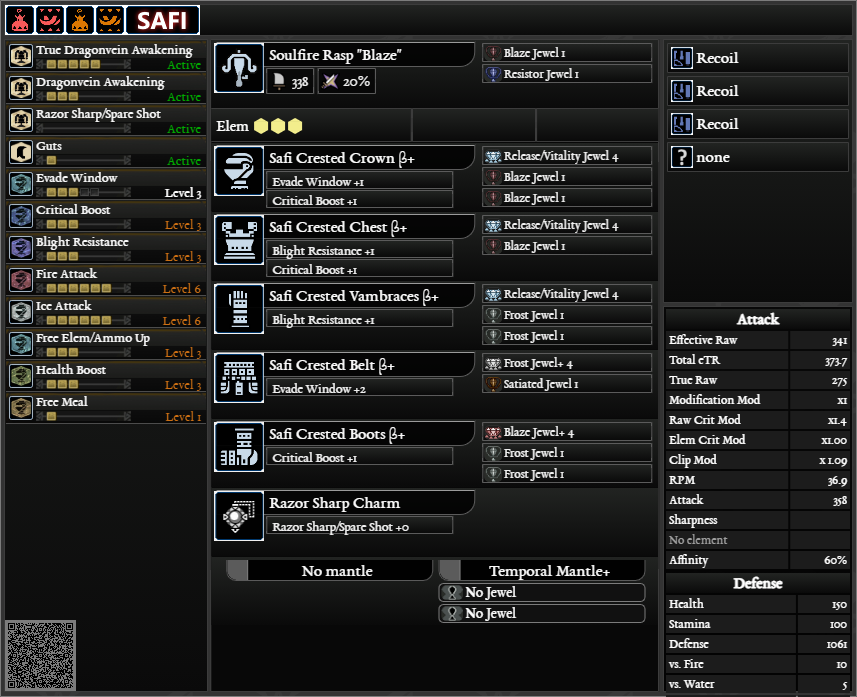 SAFI
True Dragonvein Awakening
Active
Dragonvein Awakening
Active
Razor Sharp/Spare Shot
Active
Guts
Active
Evade Window
Level 3
Critical Boost
Level 3
Blight Resistance
Level 3
Fire Attack
Level 6
Ice Attack
Level 6
Free Elem/Ammo Up
Level 3
Health Boost
Level 3
Free Meal
Level 1
Soulfire Rasp "Blaze"
338 20%
Blaze Jewel 1
Resistor Jewel 1
Elem
Safi Crested Crown β+
Evade Window +1
Critical Boost +1
Release/Vitality Jewel 4
Blaze Jewel 1
Blaze Jewel 1
Safi Crested Chest β+
Blight Resistance +1
Critical Boost +1
Release/Vitality Jewel 4
Blaze Jewel 1
Safi Crested Vambraces β+
Blight Resistance +1
Release/Vitality Jewel 4
Frost Jewel 1
Frost Jewel 1
Safi Crested Belt β+
Evade Window +2
Frost Jewel+ 4
Satiated Jewel 1
Safi Crested Boots β+
Critical Boost +1
Blaze Jewel+ 4
Frost Jewel 1
Frost Jewel 1
Razor Sharp Charm
Razor Sharp/Spare Shot +0
No mantle
Temporal Mantle+
No Jewel
No Jewel
Recoil
Recoil
Recoil
? none
Attack
Effective Raw 341
Total eTR 373.7
True Raw 275
Modification Mod x1
Raw Crit Mod x1.4
Elem Crit Mod x1.00
Clip Mod x 1.09
RPM 36.9
Attack 358
Sharpness
No element
Affinity 60%
Defense
Health 150
Stamina 100
Defense 1061
vs. Fire 10
vs. Water 5